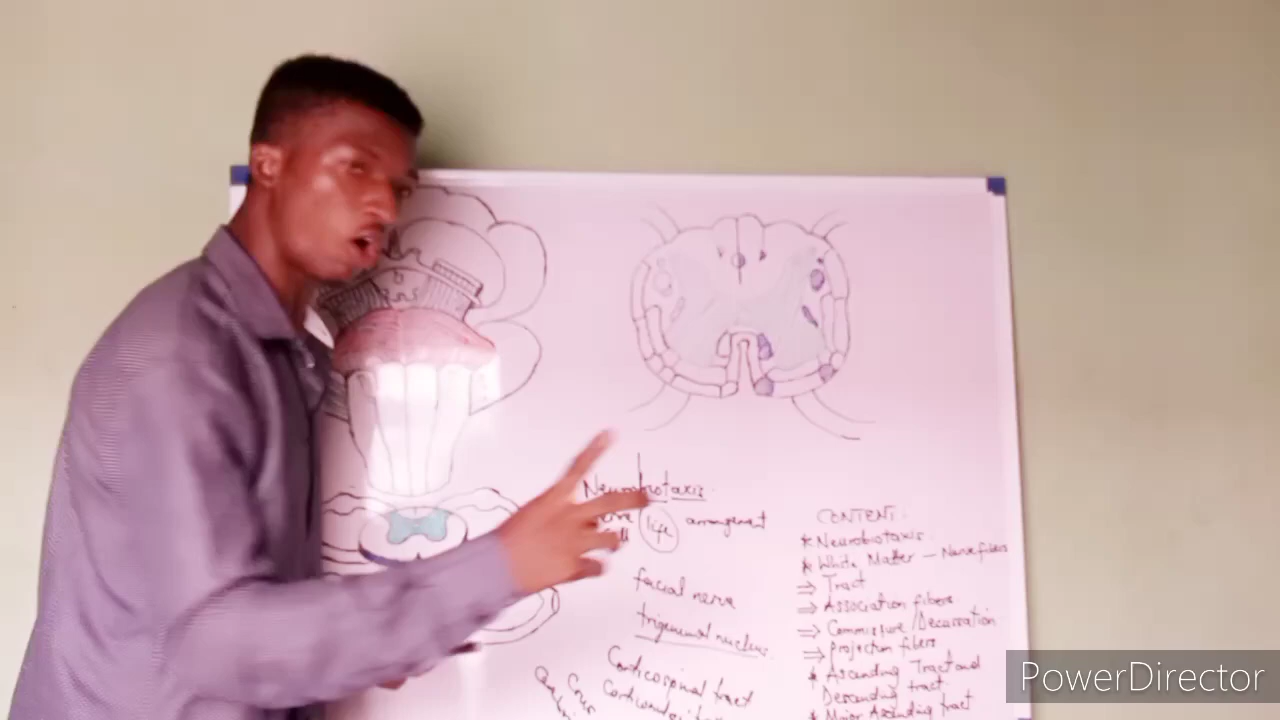 Neurobiotaxis.
life arrangement
facial nerve
trigeminal nucleus.
Corticospinal tract
CONTENT:
* Neurobiotaxis.
* White Matter — Nerve fibers
⇒ Tract
⇒ Association fibers
⇒ Commissure / Decussation
⇒ projection fibers
* Ascending Tract and
Descending tract.
* Major Ascending tract
PowerDirector